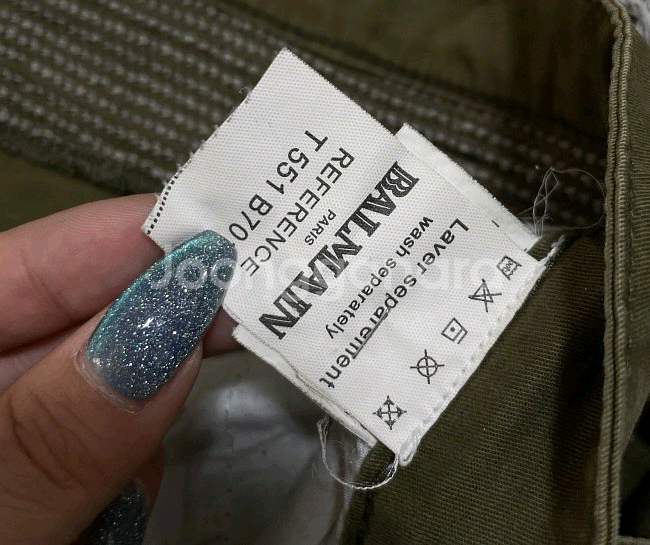 Laver separement
wash separately
BALMAIN
PARIS
REFERENCE
T 551 B70